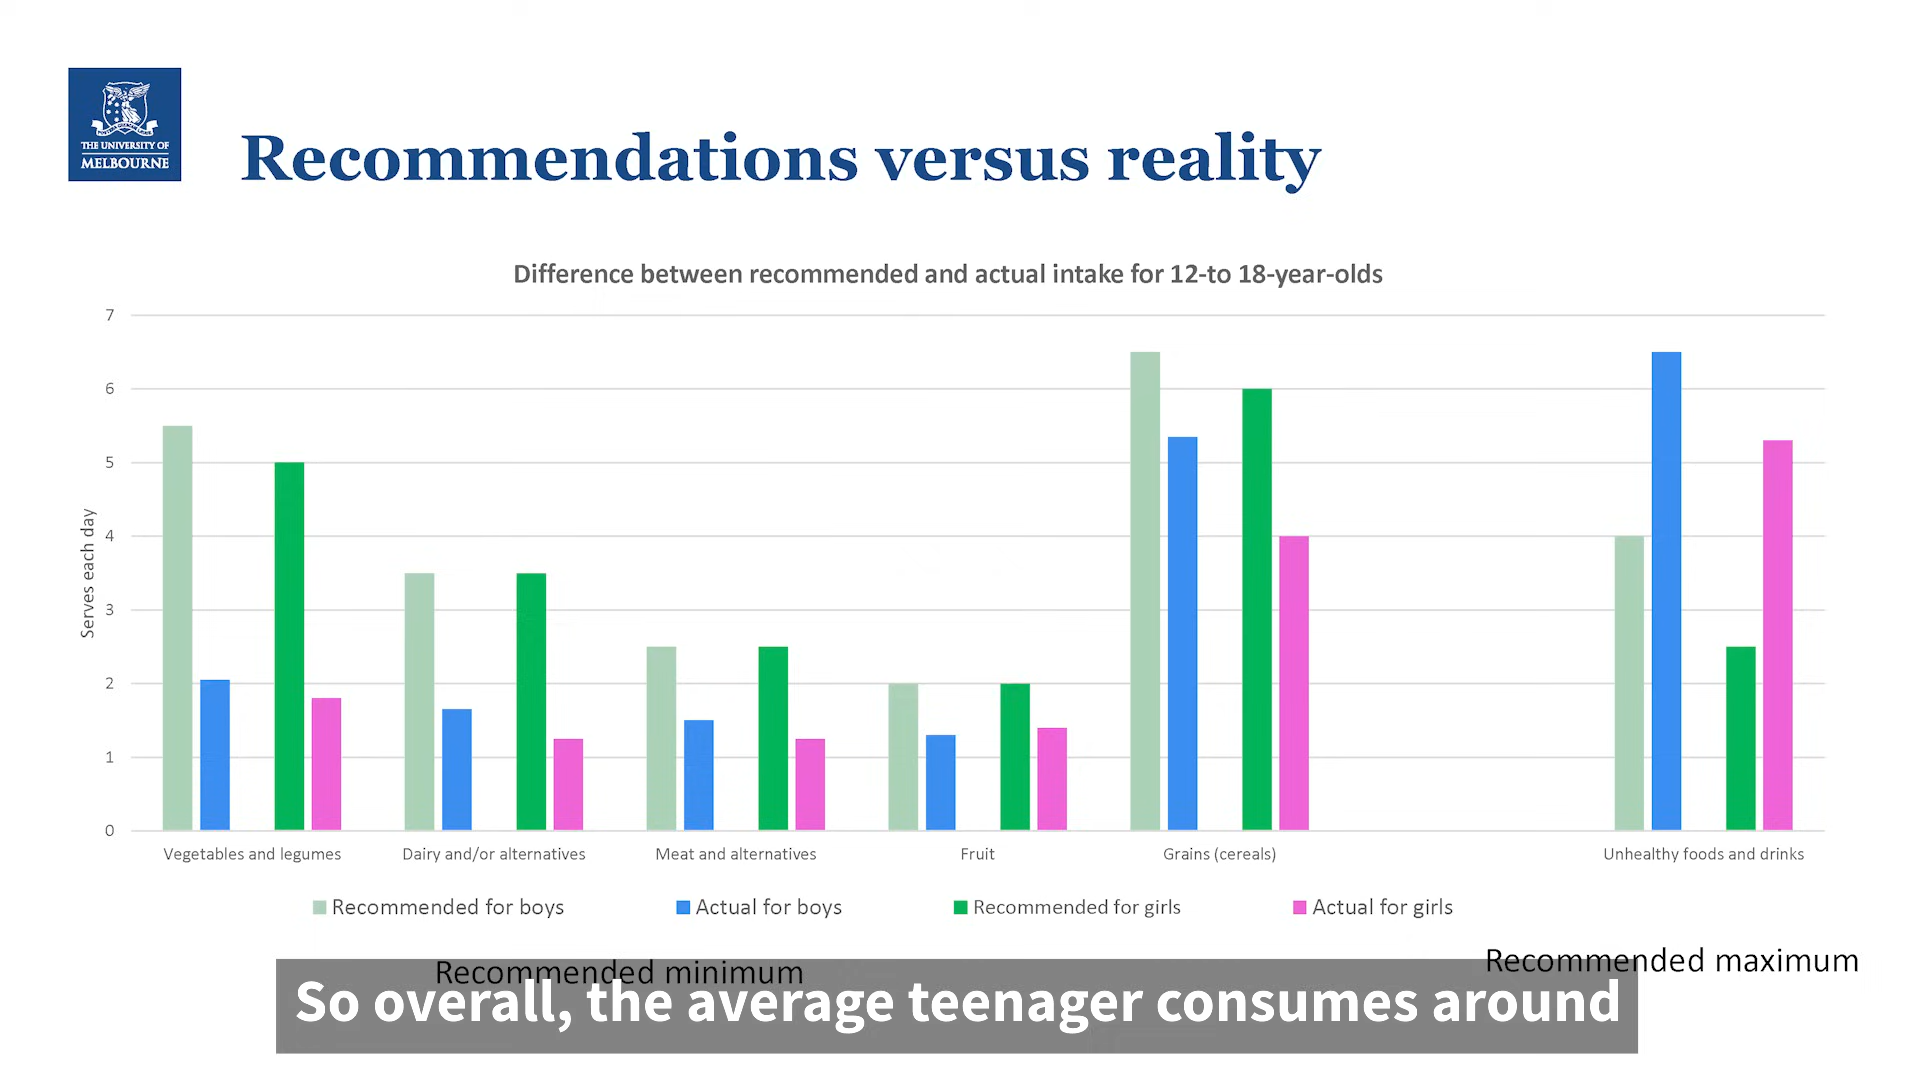 THE UNIVERSITY OF
MELBOURNE
Recommendations versus reality
Difference between recommended and actual intake for 12-to 18-year-olds
7
6
5
4
3
2
1
0
Serves each day
Vegetables and legumes
Dairy and/or alternatives
Meat and alternatives
Fruit
Grains (cereals)
Unhealthy foods and drinks
Recommended for boys
Actual for boys
Recommended for girls
Actual for girls
Recommended minimum
Recommended maximum
So overall, the average teenager consumes around